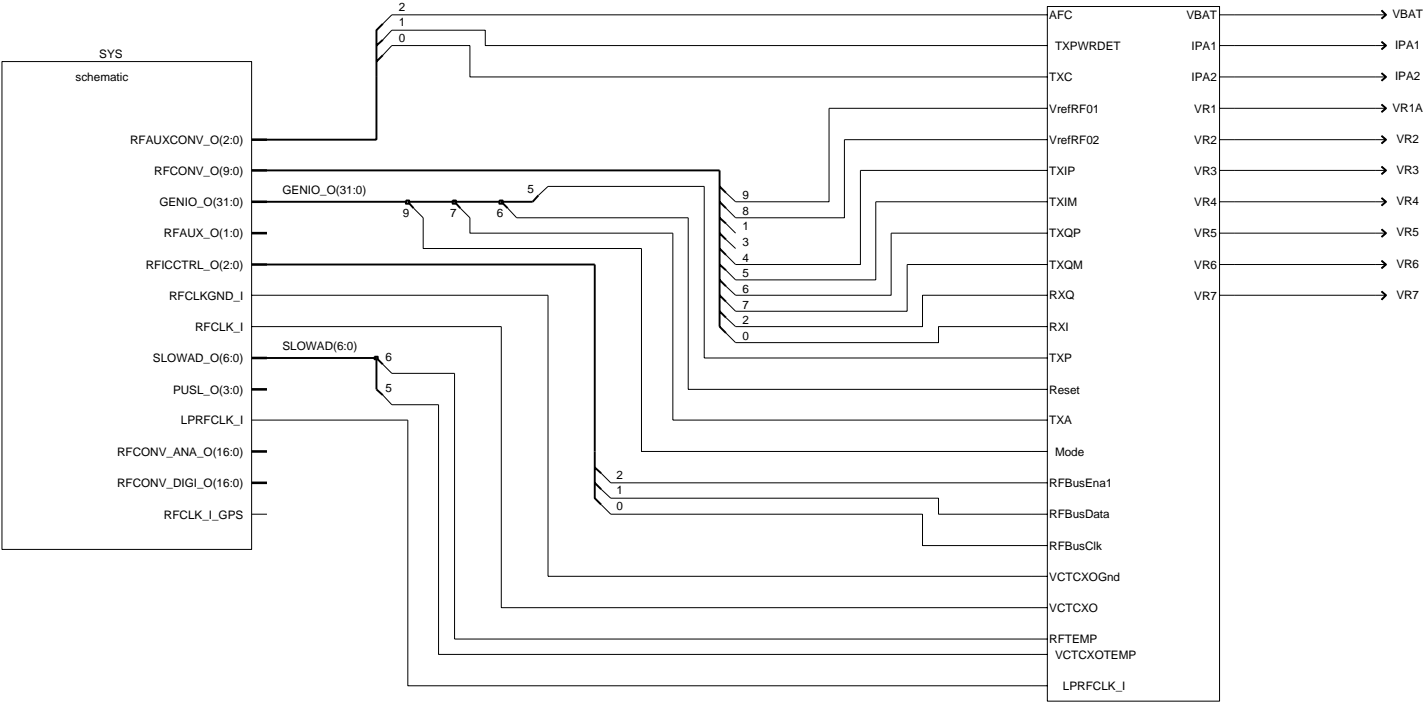 SYS
schematic
RFAUXCONV_O(2:0)
RFCONV_O(9:0)
GENIO_O(31:0)
RFAUX_O(1:0)
RFICCTRL_O(2:0)
RFCLKGND_I
RFCLK_I
SLOWAD_O(6:0)
PUSL_O(3:0)
LPRFCLK_I
RFCONV_ANA_O(16:0)
RFCONV_DIGI_O(16:0)
RFCLK_I_GPS
2
1
0
GENIO_O(31:0)
9
7
6
5
SLOWAD(6:0)
6
5
9
8
1
3
4
5
6
7
2
0
2
1
0
AFC
TXPWRDET
TXC
VrefRF01
VrefRF02
TXIP
TXIM
TXQP
TXQM
RXQ
RXI
TXP
Reset
TXA
Mode
RFBusEna1
RFBusData
RFBusClk
VCTCXOGnd
VCTCXO
RFTEMP
VCTCXOTEMP
LPRFCLK_I
VBAT
IPA1
IPA2
VR1
VR2
VR3
VR4
VR5
VR6
VR7
VBAT
IPA1
IPA2
VR1A
VR2
VR3
VR4
VR5
VR6
VR7